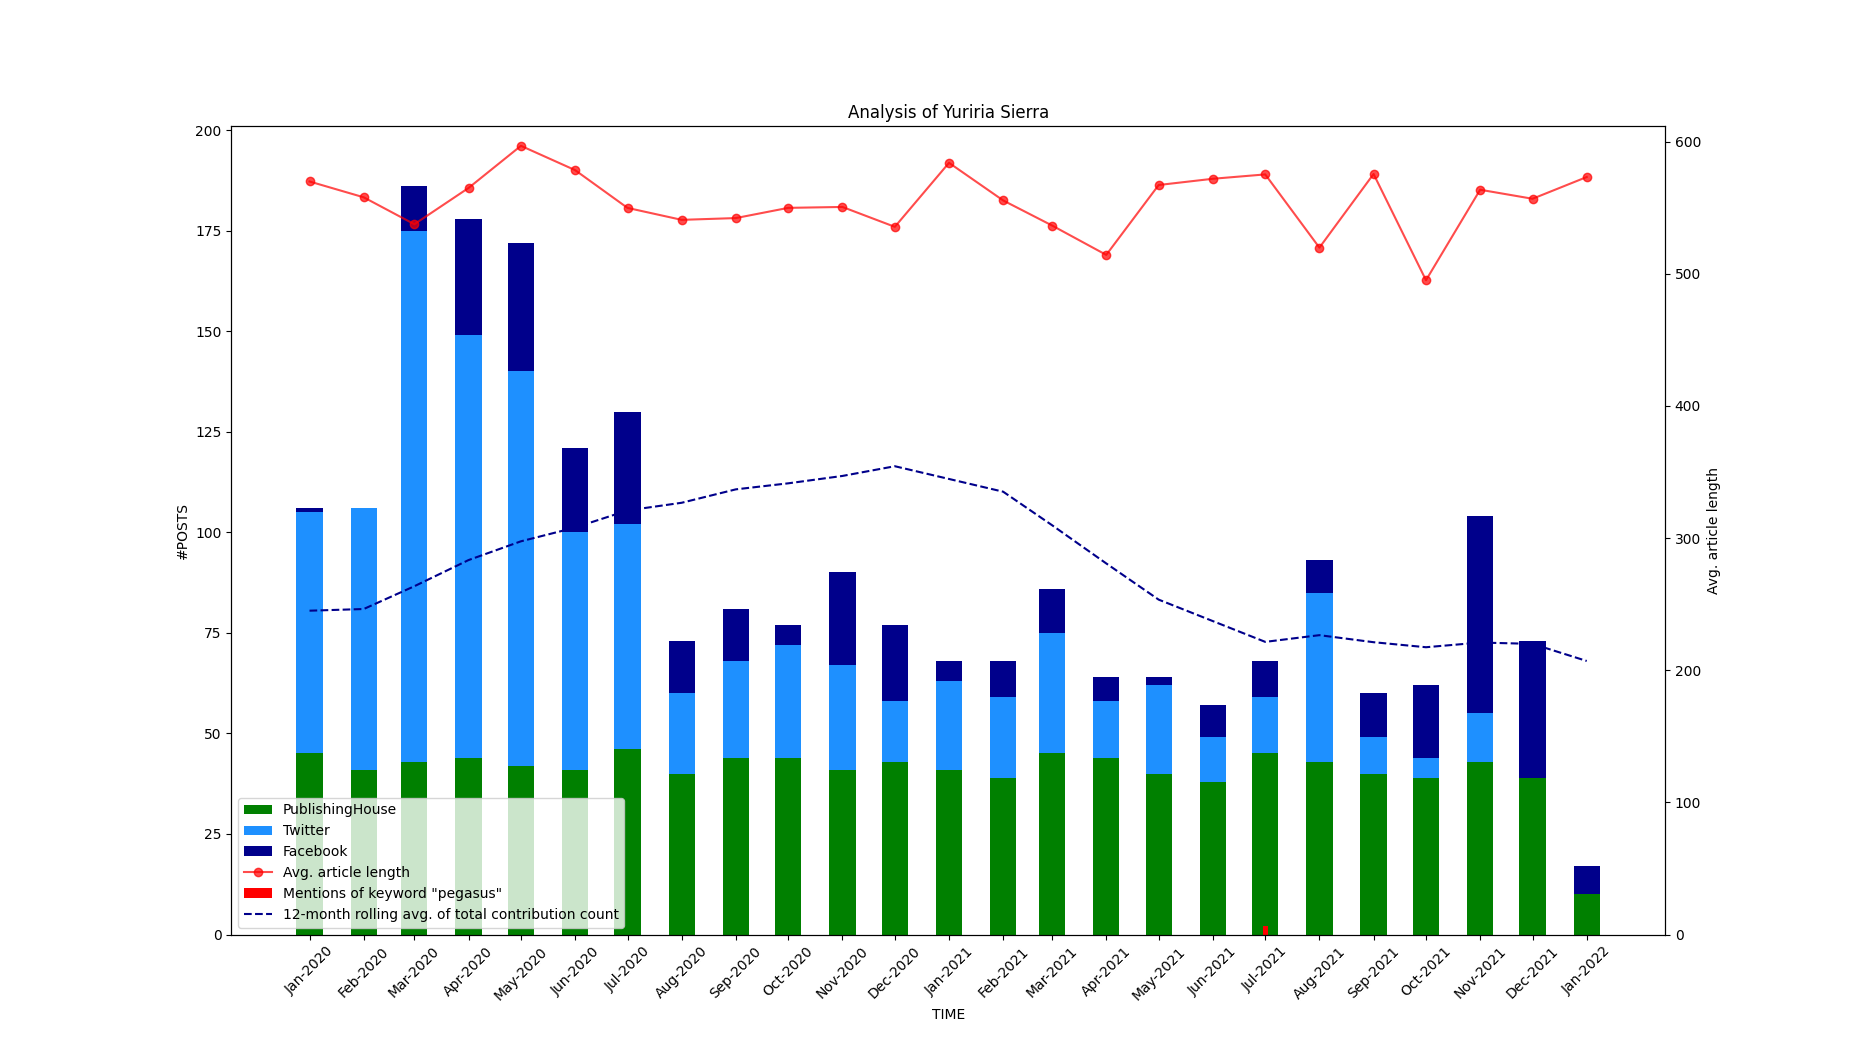 Analysis of Yuriria Sierra
200
175
150
125
100
75
50
25
0
#POSTS
600
500
400
300
200
100
0
Avg. article length
PublishingHouse
Twitter
Facebook
Avg. article length
Mentions of keyword "pegasus"
12-month rolling avg. of total contribution count
Jan-2020
Feb-2020
Mar-2020
Apr-2020
May-2020
Jun-2020
Jul-2020
Aug-2020
Sep-2020
Oct-2020
Nov-2020
Dec-2020
Jan-2021
Feb-2021
Mar-2021
Apr-2021
May-2021
Jun-2021
Jul-2021
Aug-2021
Sep-2021
Oct-2021
Nov-2021
Dec-2021
Jan-2022
TIME